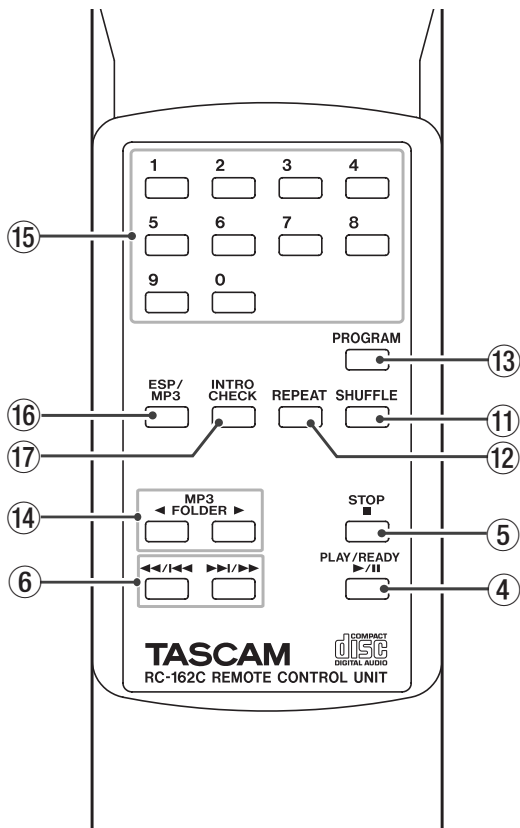 1 2 3 4
5 6 7 8
⑮
9 0
PROGRAM
⑬
ESP/MP3 INTRO CHECK REPEAT SHUFFLE
⑯ ⑪
⑰ ⑫
MP3
◄ FOLDER ►
⑭
STOP
■
⑤
◄◄/I◄◄ ►►I/►►
⑥
PLAY/READY
►/II
④
TASCAM COMPACT disc DIGITAL AUDIO
RC-162C REMOTE CONTROL UNIT